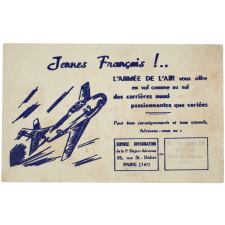 Jeunes Français !..
L'ARMÉE DE L'AIR vous offre
en vol comme au sol
des carrières aussi
passionnantes que variées
Pour tous renseignements et tous conseils,
Adressez-vous au :
SERVICE INFORMATION
de la 2e Région Aérienne
35, rue St-Didier
PARIS (16e)